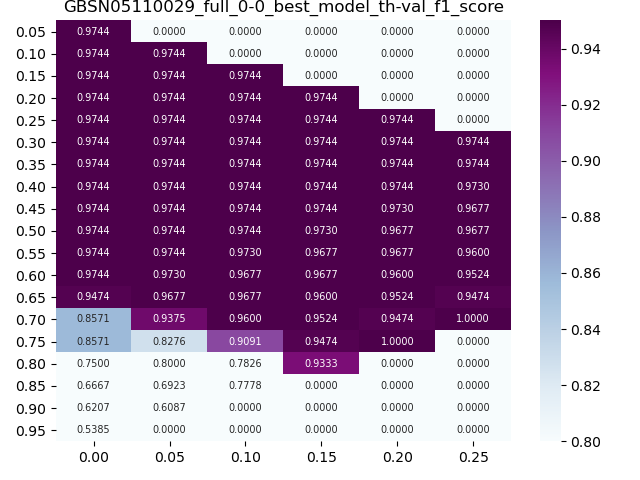 GBSN05110029_full_0-0_best_model_th-val_f1_score
0.05 0.9744 0.0000 0.0000 0.0000 0.0000 0.0000
0.10 0.9744 0.9744 0.0000 0.0000 0.0000 0.0000
0.15 0.9744 0.9744 0.9744 0.0000 0.0000 0.0000
0.20 0.9744 0.9744 0.9744 0.9744 0.0000 0.0000
0.25 0.9744 0.9744 0.9744 0.9744 0.9744 0.0000
0.30 0.9744 0.9744 0.9744 0.9744 0.9744 0.9744
0.35 0.9744 0.9744 0.9744 0.9744 0.9744 0.9744
0.40 0.9744 0.9744 0.9744 0.9744 0.9744 0.9730
0.45 0.9744 0.9744 0.9744 0.9744 0.9730 0.9677
0.50 0.9744 0.9744 0.9744 0.9730 0.9677 0.9677
0.55 0.9744 0.9744 0.9730 0.9677 0.9677 0.9600
0.60 0.9744 0.9730 0.9677 0.9677 0.9600 0.9524
0.65 0.9474 0.9677 0.9677 0.9600 0.9524 0.9474
0.70 0.8571 0.9375 0.9600 0.9524 0.9474 1.0000
0.75 0.8571 0.8276 0.9091 0.9474 1.0000 0.0000
0.80 0.7500 0.8000 0.7826 0.9333 0.0000 0.0000
0.85 0.6667 0.6923 0.7778 0.0000 0.0000 0.0000
0.90 0.6207 0.6087 0.0000 0.0000 0.0000 0.0000
0.95 0.5385 0.0000 0.0000 0.0000 0.0000 0.0000
0.00 0.05 0.10 0.15 0.20 0.25
0.94
0.92
0.90
0.88
0.86
0.84
0.82
0.80